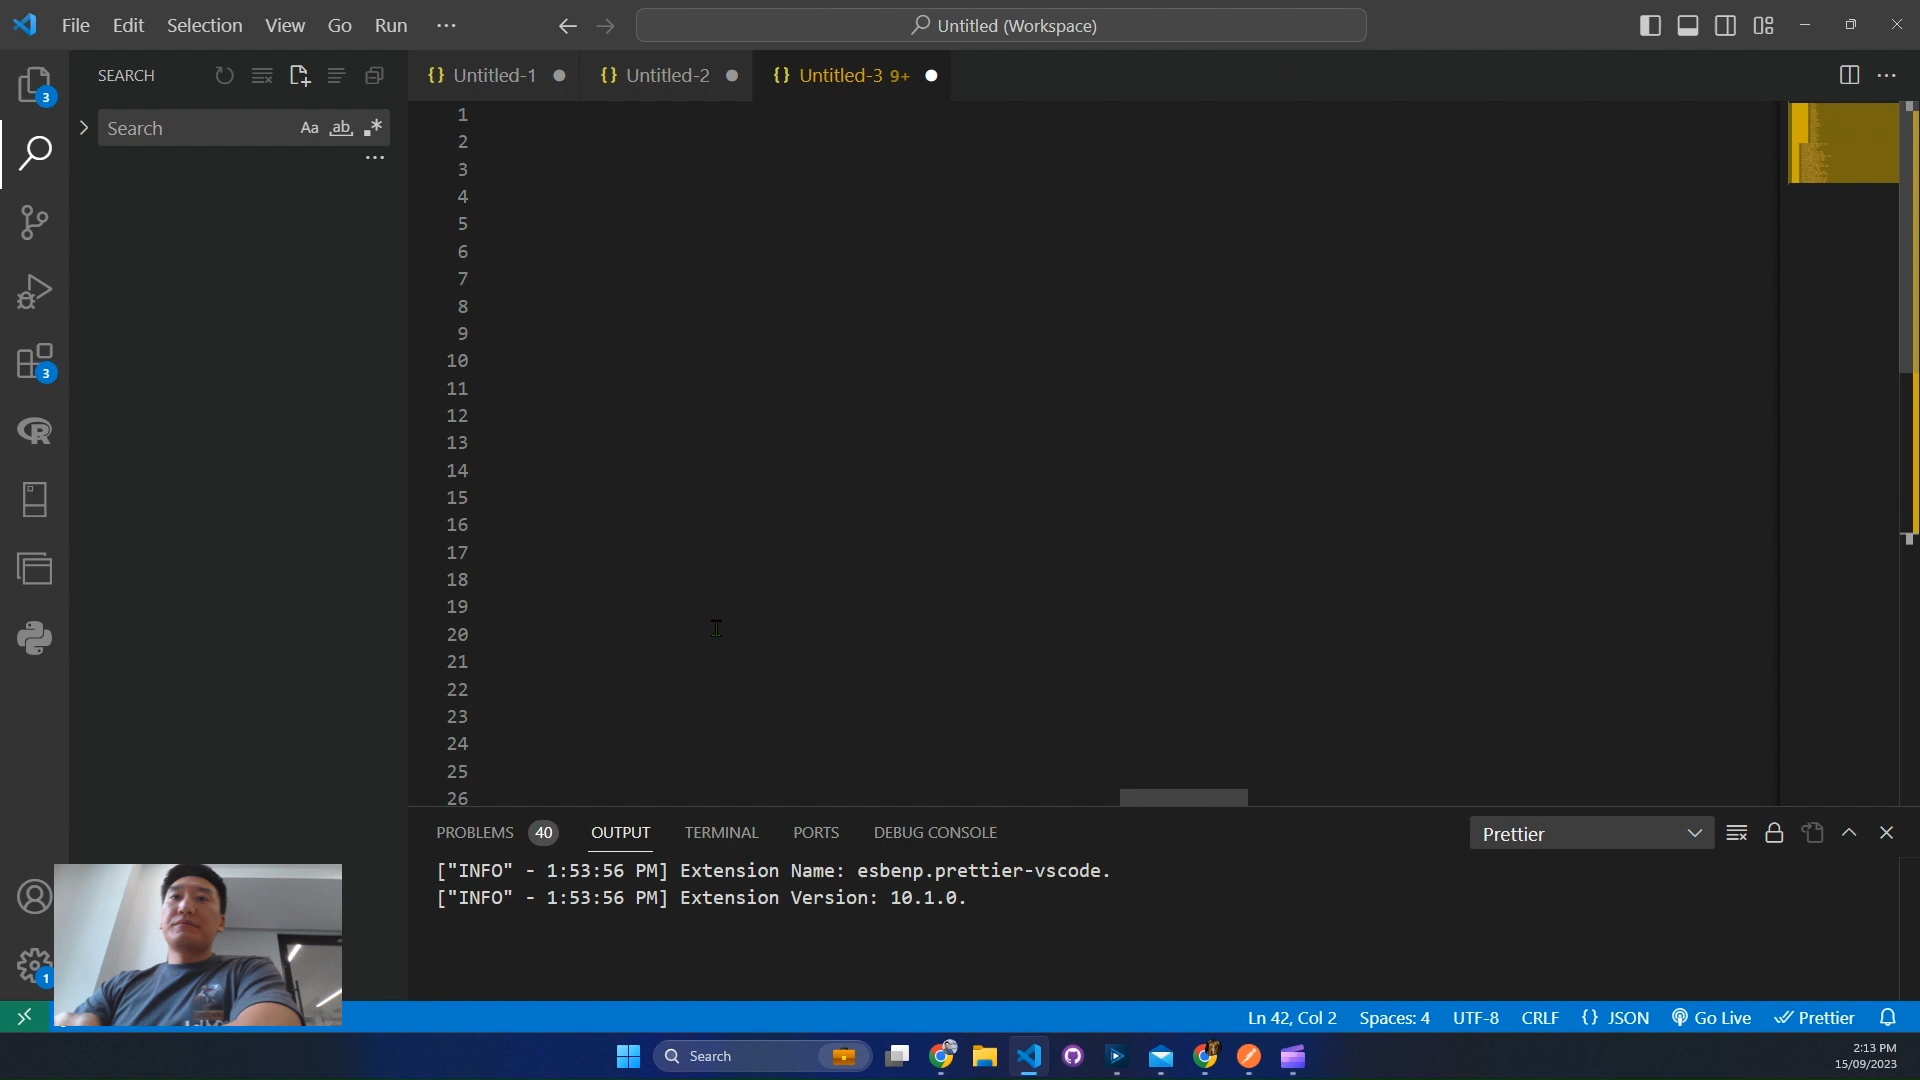 File Edit Selection View Go Run ···
Untitled (Workspace)
SEARCH
Untitled-1
Untitled-2
Untitled-3 9+
3
Search
Aa ab .*
1
2
3
4
5
6
7
8
9
10
11
12
13
14
15
16
17
18
19
20
21
22
23
24
25
26
3
1
PROBLEMS 40 OUTPUT TERMINAL PORTS DEBUG CONSOLE
Prettier
["INFO" - 1:53:56 PM] Extension Name: esbenp.prettier-vscode.
["INFO" - 1:53:56 PM] Extension Version: 10.1.0.
Ln 42, Col 2 Spaces: 4 UTF-8 CRLF {} JSON Go Live Prettier
Search
2:13 PM
15/09/2023